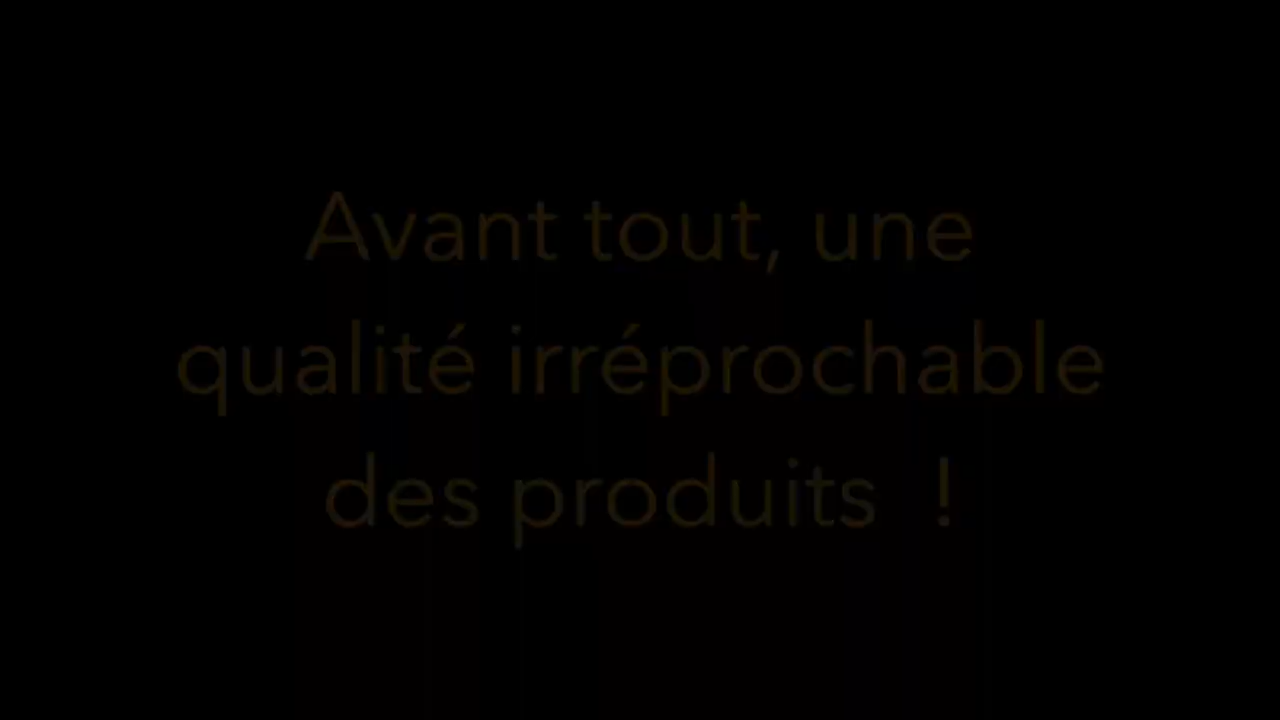 Avant tout, une
qualité irréprochable
des produits  !